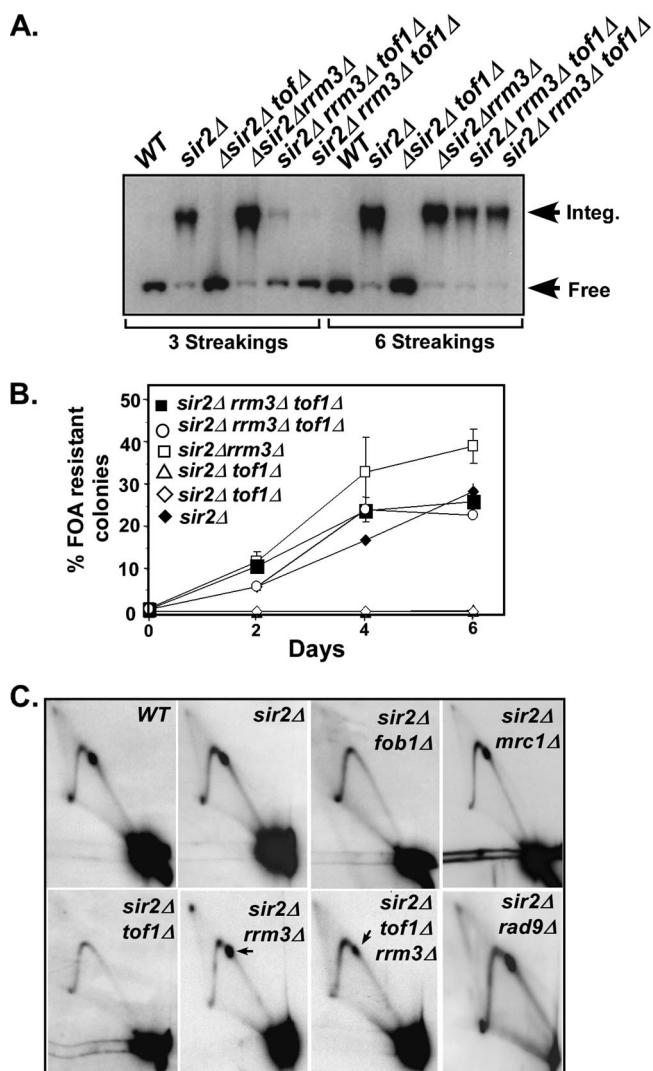 A.
WT
sir2Δ
Δsir2Δ tofΔ
Δsir2Δrrm3Δ
sir2Δ rrm3Δ tof1Δ
sir2Δ rrm3Δ tof1Δ
WT
sir2Δ
Δsir2Δ tof1Δ
Δsir2Δrrm3Δ
sir2Δ rrm3Δ tof1Δ
sir2Δ rrm3Δ tof1Δ
Integ.
Free
3 Streakings
6 Streakings
B.
% FOA resistant
colonies
50
40
30
20
10
0
sir2Δ rrm3Δ tof1Δ
sir2Δ rrm3Δ tof1Δ
sir2Δrrm3Δ
sir2Δ tof1Δ
sir2Δ tof1Δ
sir2Δ
0 2 4 6
Days
C.
WT
sir2Δ
sir2Δ
fob1Δ
sir2Δ
mrc1Δ
sir2Δ
tof1Δ
sir2Δ
rrm3Δ
sir2Δ
tof1Δ
rrm3Δ
sir2Δ
rad9Δ